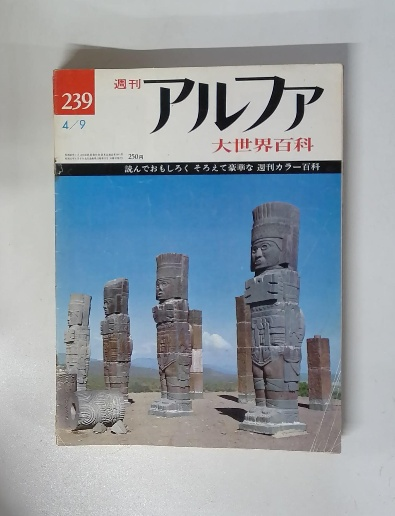 239
4/9
週刊
アルファ
大世界百科
250円
読んでおもしろく そろえて豪華な 週刊カラー百科